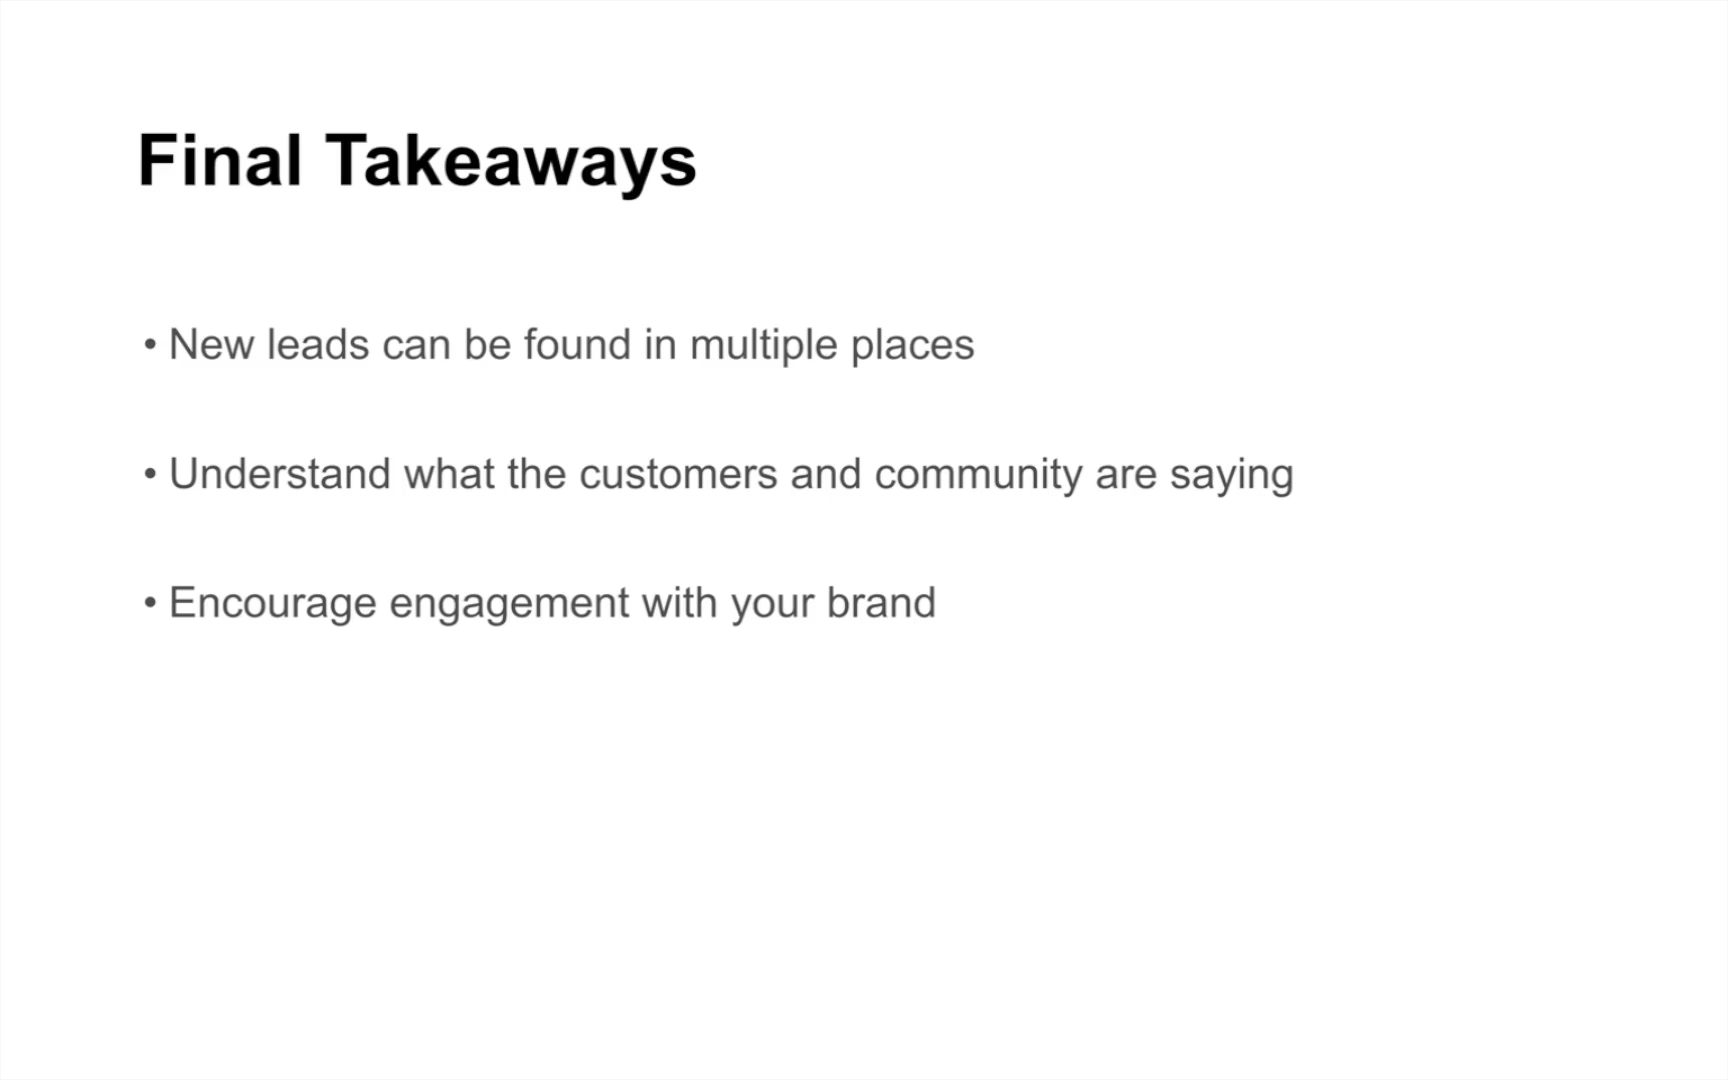 Final Takeaways
• New leads can be found in multiple places
• Understand what the customers and community are saying
• Encourage engagement with your brand